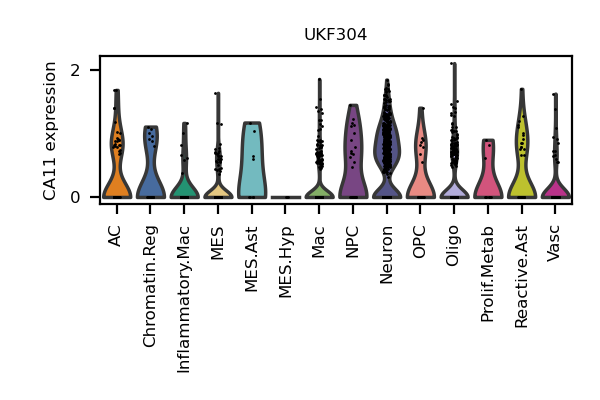 UKF304
CA11 expression
2
0
AC
Chromatin.Reg
Inflammatory.Mac
MES
MES.Ast
MES.Hyp
Mac
NPC
Neuron
OPC
Oligo
Prolif.Metab
Reactive.Ast
Vasc